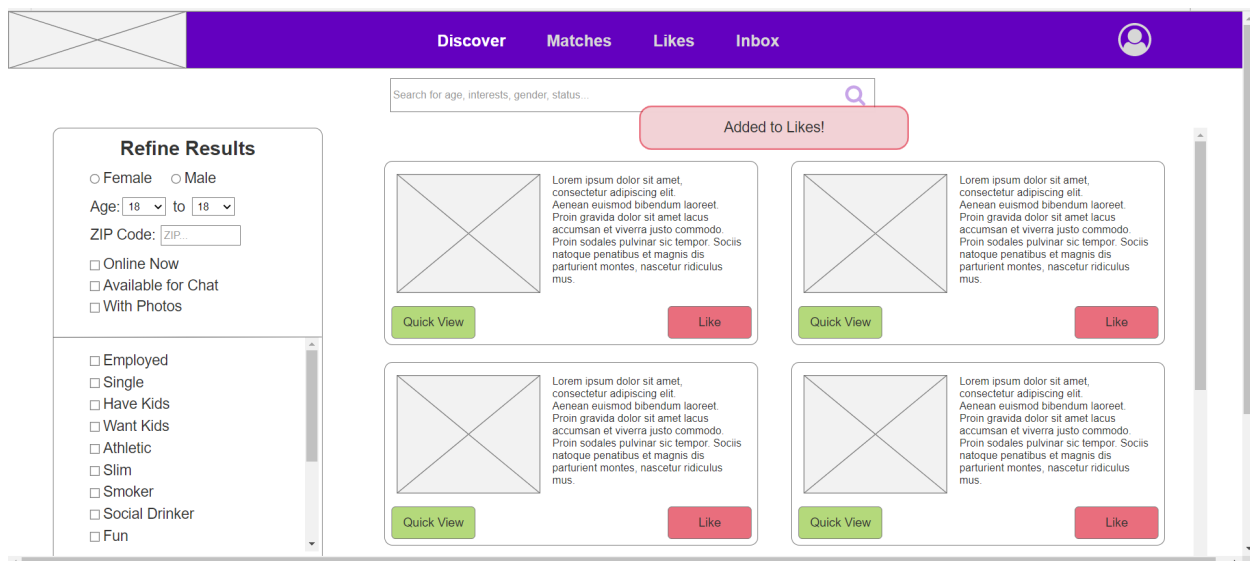 Discover Matches Likes Inbox
Search for age, interests, gender, status...
Added to Likes!
Refine Results
Female Male
Age: 18 to 18
ZIP Code: ZIP...
Online Now
Available for Chat
With Photos
Employed
Single
Have Kids
Want Kids
Athletic
Slim
Smoker
Social Drinker
Fun
Lorem ipsum dolor sit amet,
consectetur adipiscing elit.
Aenean euismod bibendum laoreet.
Proin gravida dolor sit amet lacus
accumsan et viverra justo commodo.
Proin sodales pulvinar sic tempor. Sociis
natoque penatibus et magnis dis
parturient montes, nascetur ridiculus
mus.
Quick View Like
Lorem ipsum dolor sit amet,
consectetur adipiscing elit.
Aenean euismod bibendum laoreet.
Proin gravida dolor sit amet lacus
accumsan et viverra justo commodo.
Proin sodales pulvinar sic tempor. Sociis
natoque penatibus et magnis dis
parturient montes, nascetur ridiculus
mus.
Quick View Like
Lorem ipsum dolor sit amet,
consectetur adipiscing elit.
Aenean euismod bibendum laoreet.
Proin gravida dolor sit amet lacus
accumsan et viverra justo commodo.
Proin sodales pulvinar sic tempor. Sociis
natoque penatibus et magnis dis
parturient montes, nascetur ridiculus
mus.
Quick View Like
Lorem ipsum dolor sit amet,
consectetur adipiscing elit.
Aenean euismod bibendum laoreet.
Proin gravida dolor sit amet lacus
accumsan et viverra justo commodo.
Proin sodales pulvinar sic tempor. Sociis
natoque penatibus et magnis dis
parturient montes, nascetur ridiculus
mus.
Quick View Like